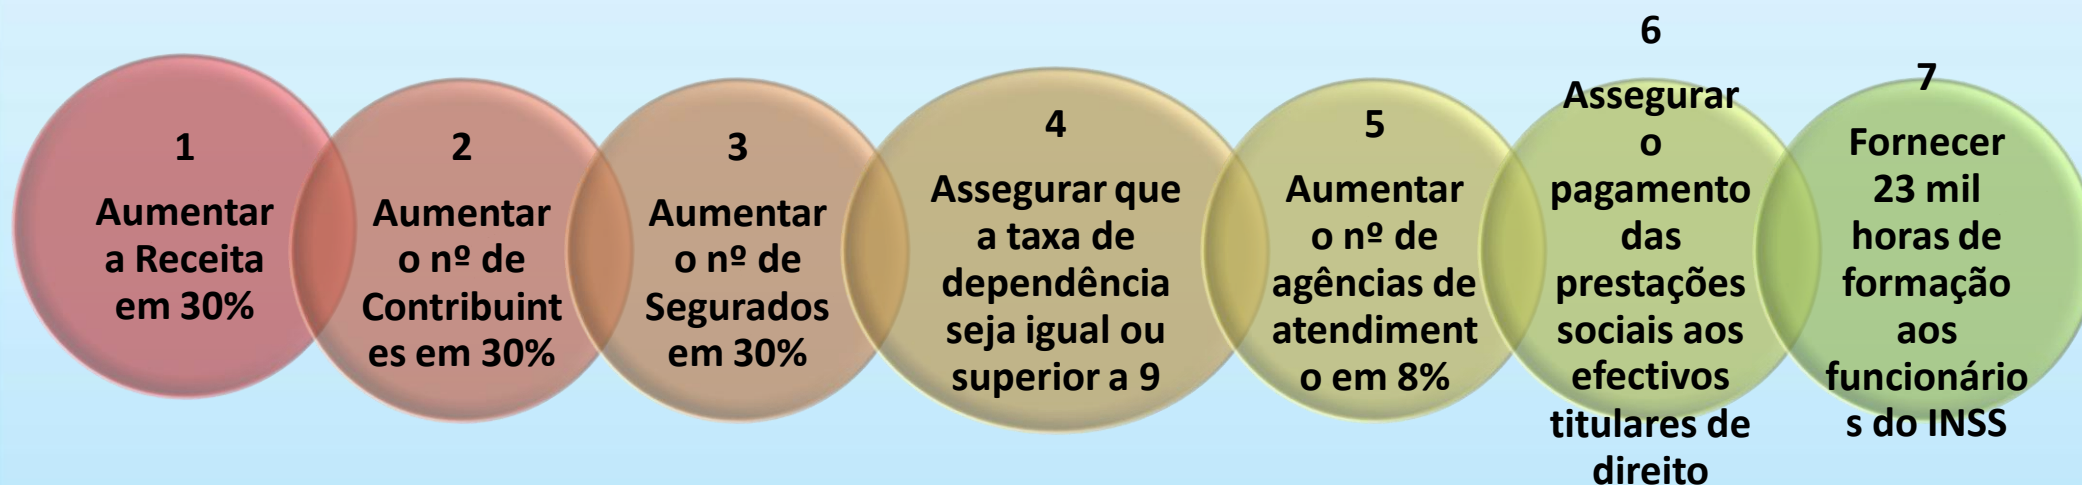 1
Aumentar
a Receita
em 30%
2
Aumentar
o nº de
Contribuint
es em 30%
3
Aumentar
o nº de
Segurados
em 30%
4
Assegurar que
a taxa de
dependência
seja igual ou
superior a 9
5
Aumentar
o nº de
agências de
atendiment
o em 8%
6
Assegurar
o
pagamento
das
prestações
sociais aos
efectivos
titulares de
direito
7
Fornecer
23 mil
horas de
formação
aos
funcionário
s do INSS